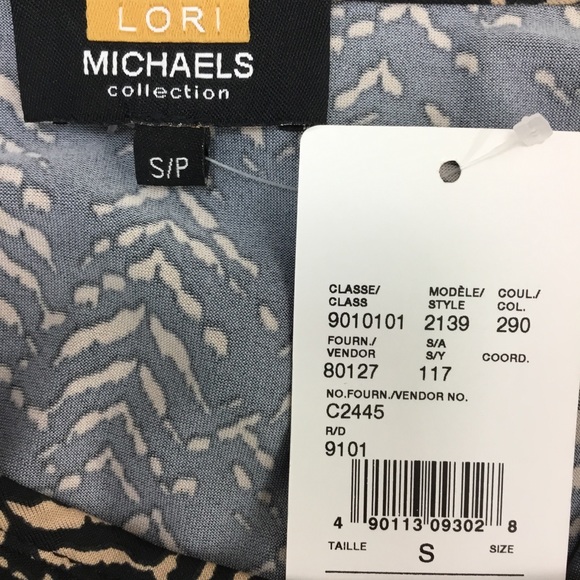 LORI
MICHAELS
collection
S/P
CLASSE/ MODÈLE/ COUL./
CLASS STYLE COL.
9010101 2139 290
FOURN./ S/A
VENDOR S/Y COORD.
80127 117
NO.FOURN./VENDOR NO.
C2445
R/D
9101
4 90113 09302 8
TAILLE S SIZE